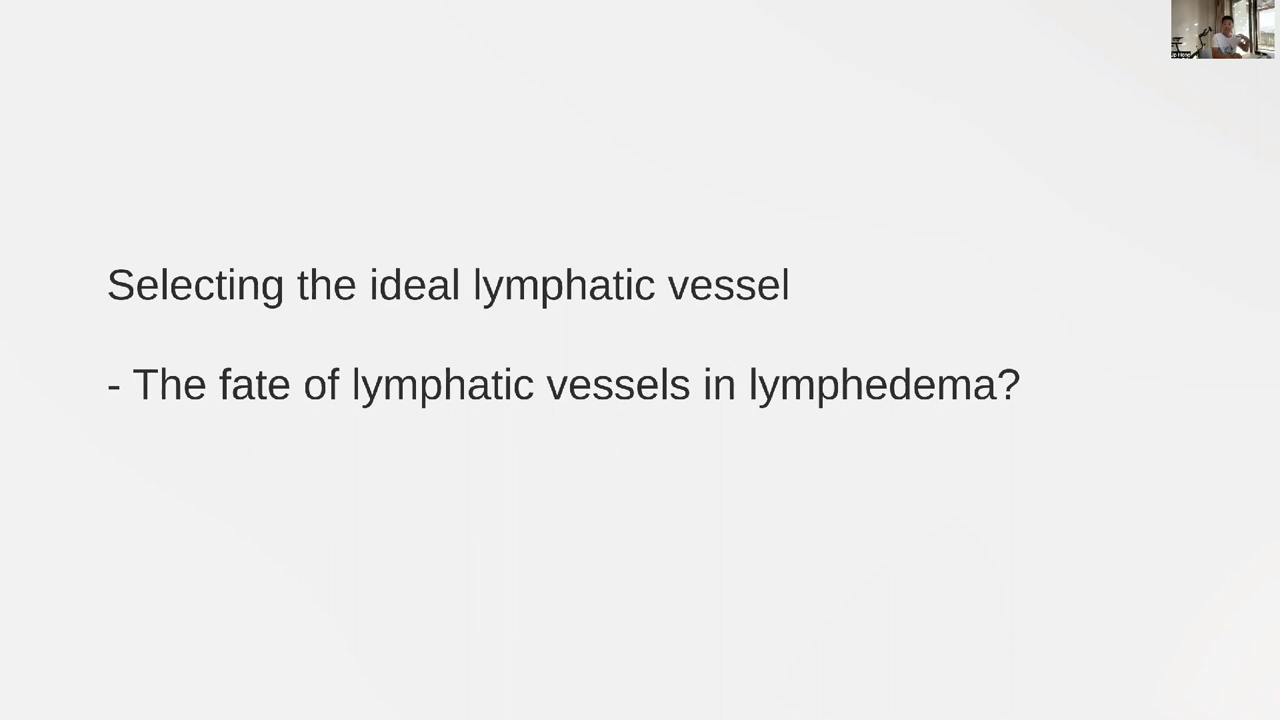 Selecting the ideal lymphatic vessel
- The fate of lymphatic vessels in lymphedema?